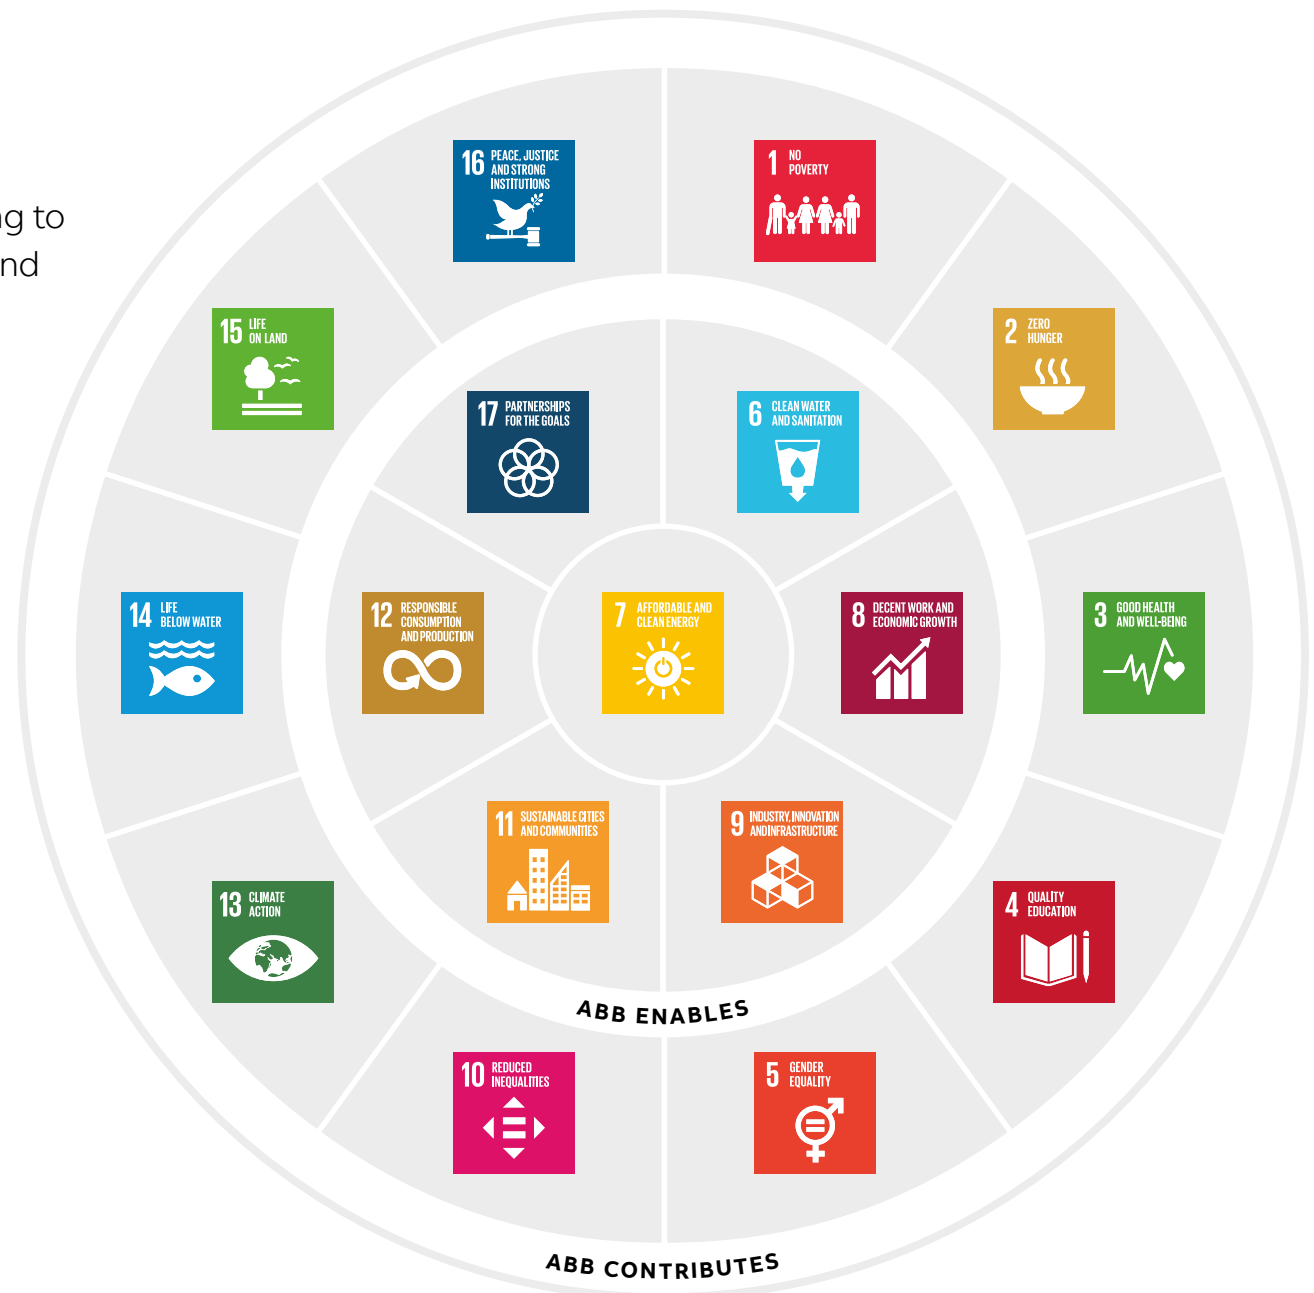 ng to
nd
16 PEACE, JUSTICE
AND STRONG
INSTITUTIONS
1 NO
POVERTY
15 LIFE
ON LAND
2 ZERO
HUNGER
17 PARTNERSHIPS
FOR THE GOALS
6 CLEAN WATER
AND SANITATION
14 LIFE
BELOW WATER
12 RESPONSIBLE
CONSUMPTION
AND PRODUCTION
7 AFFORDABLE AND
CLEAN ENERGY
8 DECENT WORK AND
ECONOMIC GROWTH
3 GOOD HEALTH
AND WELL-BEING
11 SUSTAINABLE CITIES
AND COMMUNITIES
9 INDUSTRY, INNOVATION
AND INFRASTRUCTURE
13 CLIMATE
ACTION
4 QUALITY
EDUCATION
ABB ENABLES
10 REDUCED
INEQUALITIES
5 GENDER
EQUALITY
ABB CONTRIBUTES